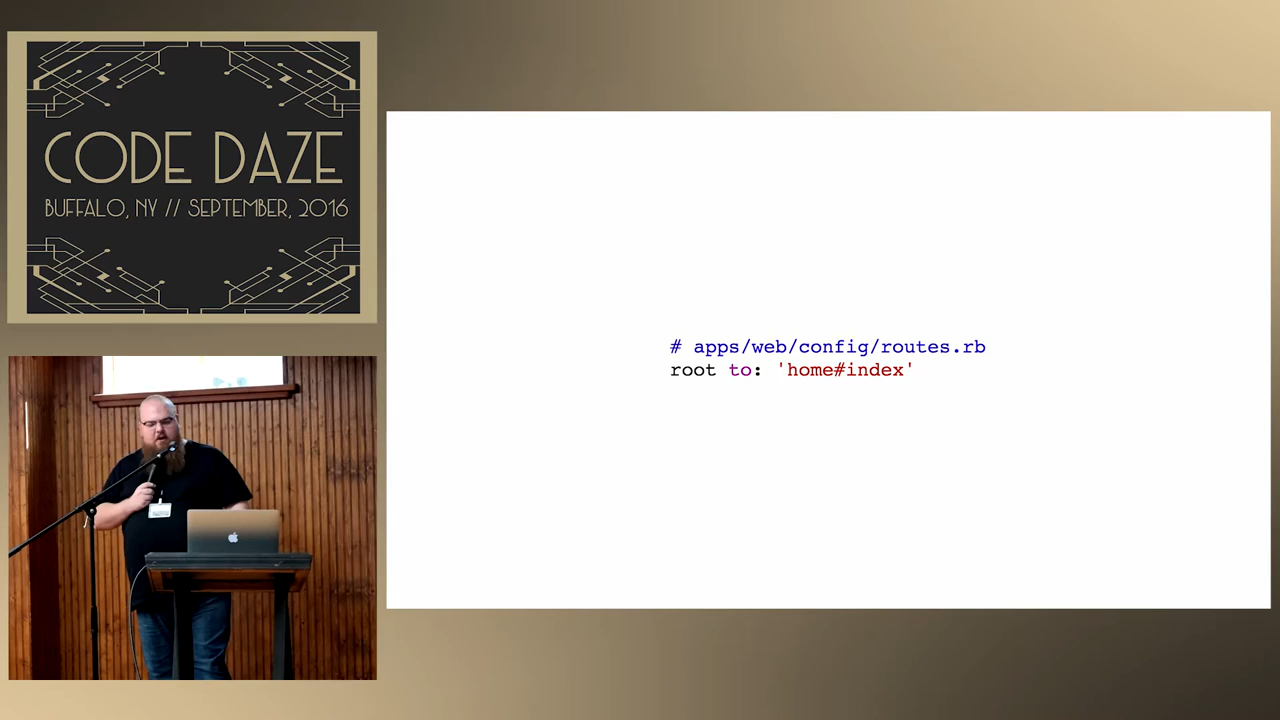 CODE DAZE
BUFFALO, NY // SEPTEMBER, 2016
# apps/web/config/routes.rb
root to: 'home#index'